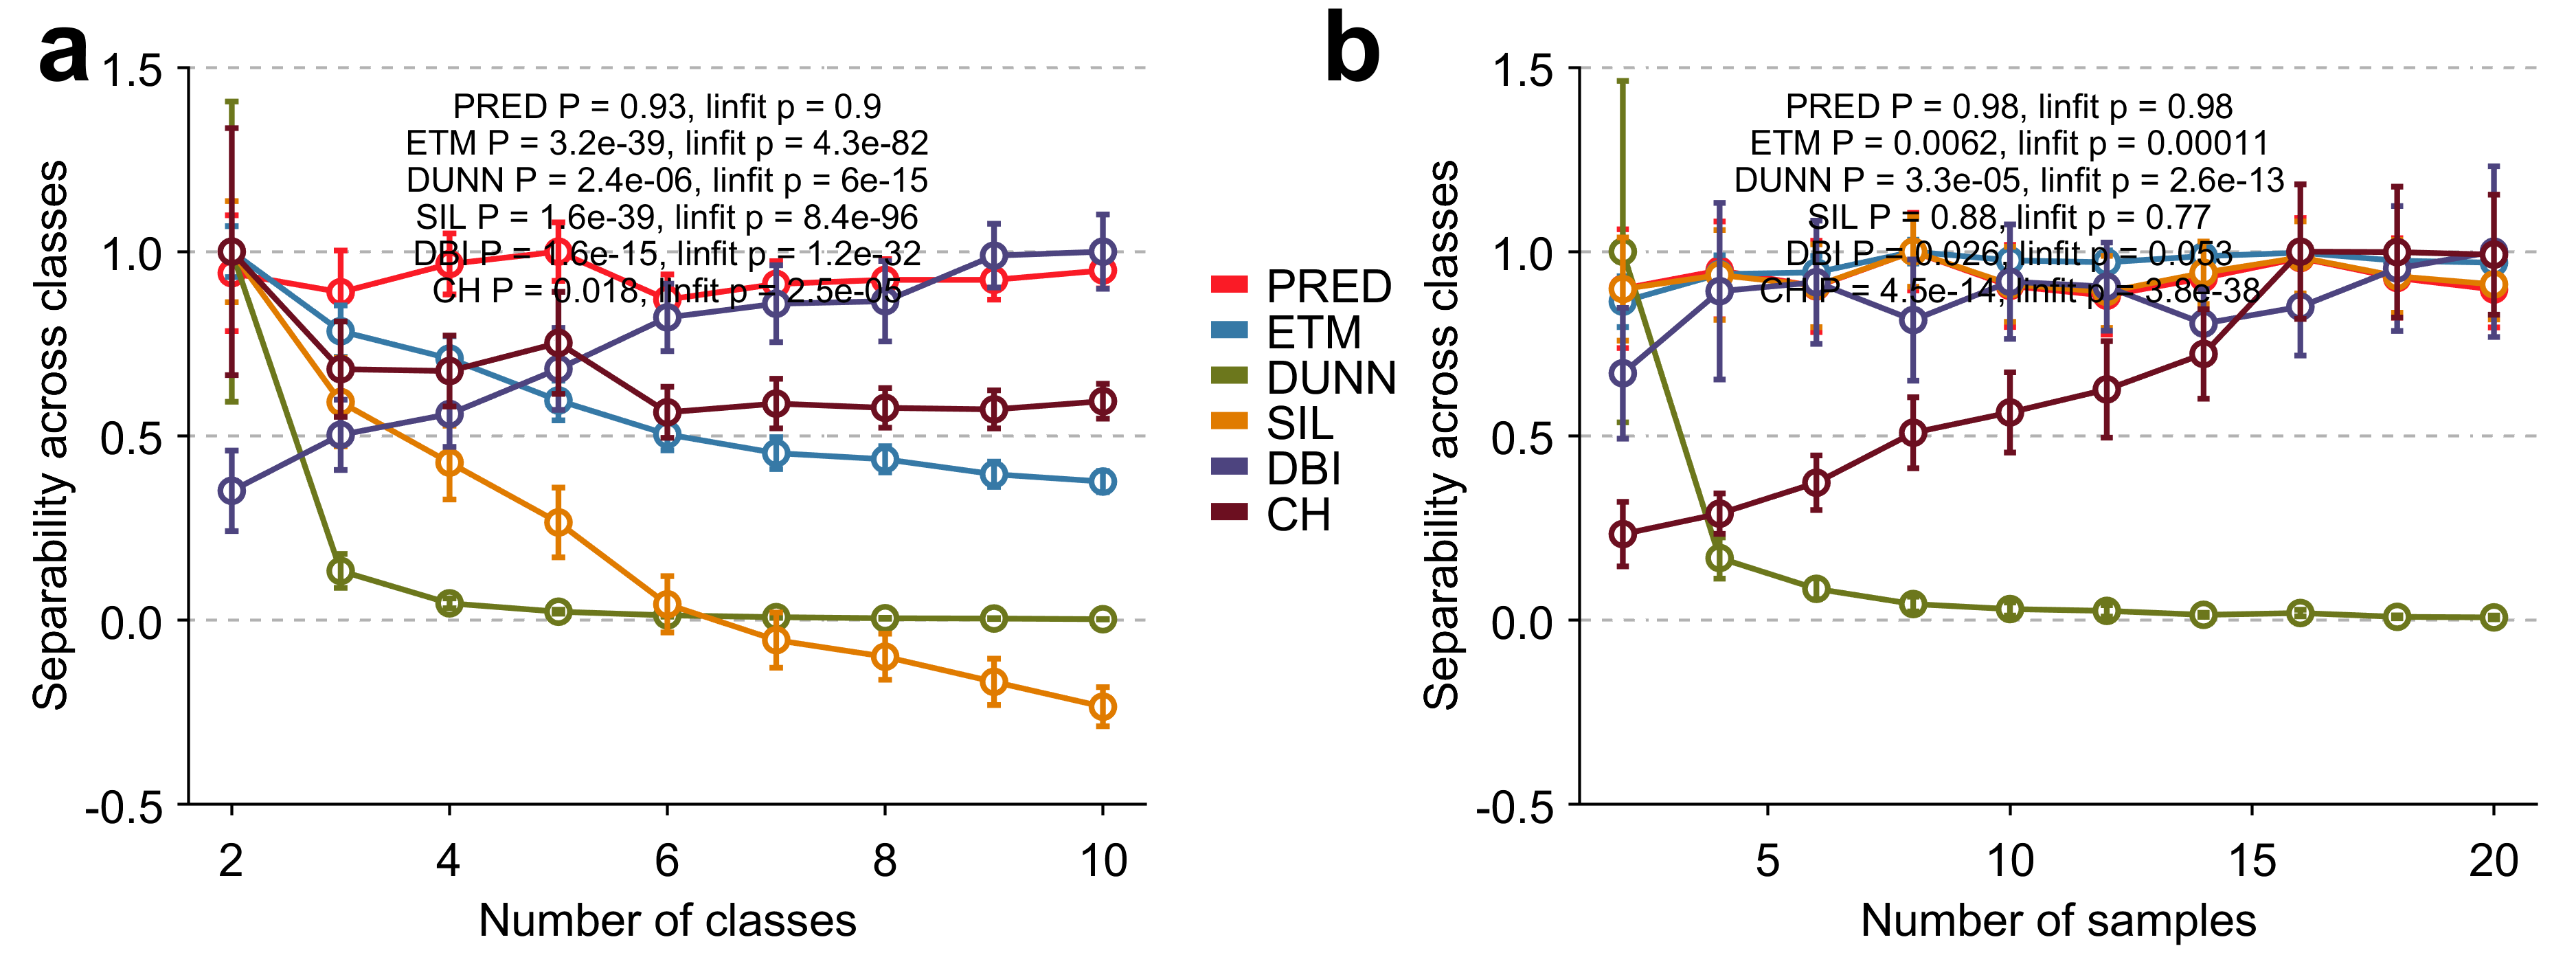 a
1.5
1.0
0.5
0.0
-0.5
Separability across classes
PRED P = 0.93, linfit p = 0.9
ETM P = 3.2e-39, linfit p = 4.3e-82
DUNN P = 2.4e-06, linfit p = 6e-15
SIL P = 1.6e-39, linfit p = 8.4e-96
DBI P = 1.6e-15, linfit p = 1.2e-32
CH P = 0.018, linfit p = 2.5e-05
2 4 6 8 10
Number of classes
PRED
ETM
DUNN
SIL
DBI
CH
b
1.5
1.0
0.5
0.0
-0.5
Separability across classes
PRED P = 0.98, linfit p = 0.98
ETM P = 0.0062, linfit p = 0.00011
DUNN P = 3.3e-05, linfit p = 2.6e-13
SIL P = 0.88, linfit p = 0.77
DBI P = 0.026, linfit p = 0.053
CH P = 4.5e-14, linfit p = 3.8e-38
5 10 15 20
Number of samples